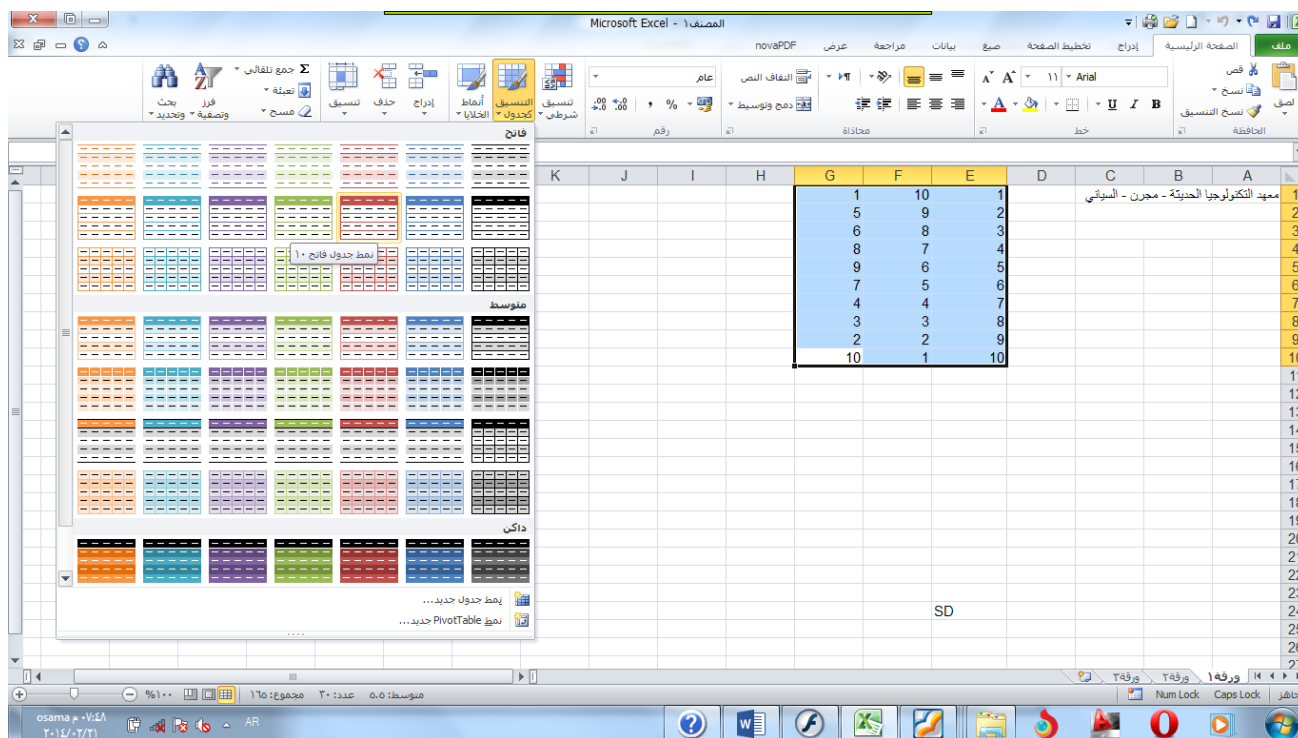 المصنف١ - Microsoft Excel
ملف
الصفحة الرئيسية
إدراج
تخطيط الصفحة
صيغ
بيانات
مراجعة
عرض
novaPDF
لصق
قص
نسخ
نسخ التنسيق
الحافظة
Arial
١١
B I U
خط
التفاف النص
دمج وتوسيط
محاذاة
عام
%
رقم
تنسيق شرطي
التنسيق كجدول
أنماط الخلايا
إدراج
حذف
تنسيق
جمع تلقائي
تعبئة
مسح
فرز وتصفية
بحث وتحديد
فاتح
نمط جدول فاتح ١٠
متوسط
داكن
نمط جدول جديد...
نمط PivotTable جديد...
A B C D E F G H I J K
معهد التكنولوجيا الحديثة - مجرن - السياني
1 10 1
2 9 5
3 8 6
4 7 8
5 6 9
6 5 7
7 4 4
8 3 3
9 2 2
10 1 10
SD
ورقة١
ورقة٢
ورقة٣
Num Lock Caps Lock
متوسط: ٥.٥ عدد: ٣٠ مجموع: ١٦٥
%١٠٠
AR
osama
٠٧:٤٨ م
٢٠١٤/٠٢/٢١